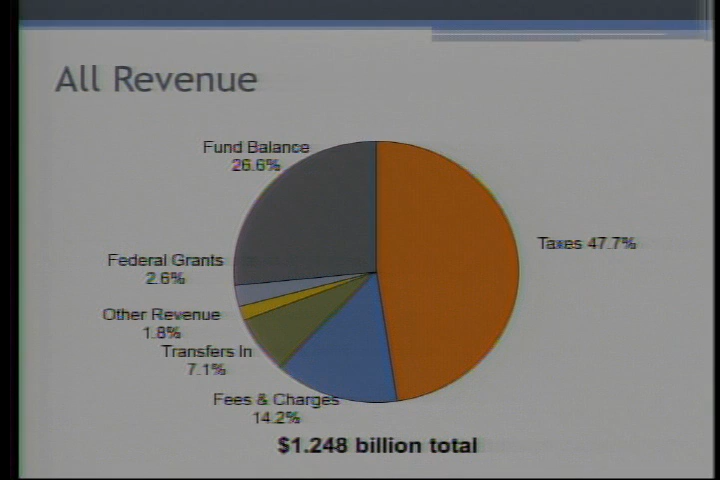 All Revenue
Fund Balance
26.6%
Taxes 47.7%
Federal Grants
2.6%
Other Revenue
1.8%
Transfers In
7.1%
Fees & Charges
14.2%
$1.248 billion total